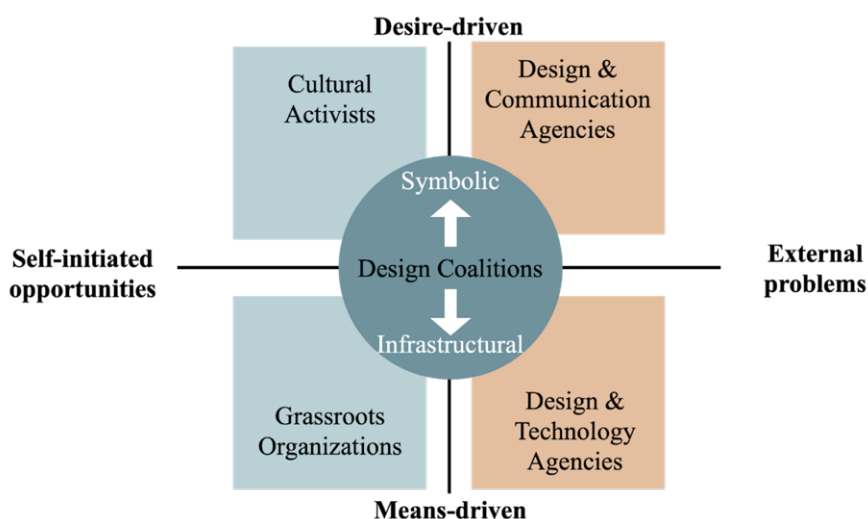 Desire-driven
Cultural
Activists
Design &
Communication
Agencies
Symbolic
Self-initiated
opportunities
Design Coalitions
External
problems
Infrastructural
Grassroots
Organizations
Design &
Technology
Agencies
Means-driven